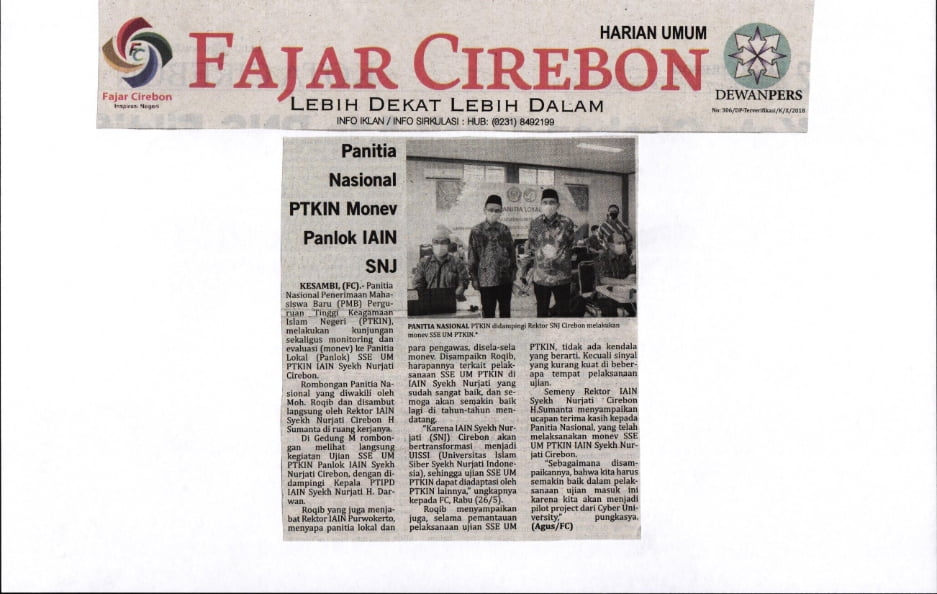 HARIAN UMUM
FAJAR CIREBON
LEBIH DEKAT LEBIH DALAM
INFO IKLAN / INFO SIRKULASI : HUB: (0231) 8492199
FC
Fajar Cirebon
Inspirasi Negeri
DEWANPERS
No: 306/DP-Terverifikasi/K/X/2018
Panitia
Nasional
PTKIN Monev
Panlok IAIN
SNJ
PANITIA LOKAL
PANITIA NASIONAL PTKIN didampingi Rektor SNJ Cirebon melakukan
monev SSE UM PTKIN.*
KESAMBI, (FC).- Panitia
Nasional Penerimaan Maha-
siswa Baru (PMB) Pergu-
ruan Tinggi Keagamaan
Islam Negeri (PTKIN),
melakukan kunjungan
sekaligus monitoring dan
evaluasi (monev) ke Panitia
Lokal (Panlok) SSE UM
PTKIN IAIN Syekh Nurjati
Cirebon.
Rombongan Panitia Na-
sional yang diwakili oleh
Moh. Roqib dan disambut
langsung oleh Rektor IAIN
Syekh Nurjati Cirebon H
Sumanta di ruang kerjanya.
Di Gedung M rombon-
gan melihat langsung
kegiatan Ujian SSE UM
PTKIN Panlok IAIN Syekh
Nurjati Cirebon, dengan di-
dampingi Kepala PTIPD
IAIN Syekh Nurjati H. Dar-
wan.
Roqib yang juga menja-
bat Rektor IAIN Purwokerto,
menyapa panitia lokal dan
para pengawas, disela-sela
monev. Disampaikn Roqib,
harapannya terkait pelak-
sanaan SSE UM PTKIN di
IAIN Syekh Nurjati yang
sudah sangat baik, dan se-
moga akan semakin baik
lagi di tahun-tahun men-
datang.
"Karena IAIN Syekh Nur-
jati (SNJ) Cirebon akan
bertransformasi menjadi
UISSI (Universitas Islam
Siber Syekh Nurjati Indone-
sia), sehingga ujian SSE UM
PTKIN dapat diadaptasi oleh
PTKIN lainnya," ungkapnya
kepada FC, Rabu (26/5).
Roqib menyampaikan
juga, selama pemantauan
pelaksanaan ujian SSE UM
PTKIN, tidak ada kendala
yang berarti. Kecuali sinyal
yang kurang kuat di beber-
apa tempat pelaksanaan
ujian.
Semeny Rektor IAIN
Syekh Nurjati Cirebon
H.Sumanta menyampaikan
ucapan terima kasih kepada
Panitia Nasional, yang telah
melaksanakan monev SSE
UM PTKIN IAIN Syekh Nur-
jati Cirebon.
"Sebagaimana disam-
paikannya, bahwa kita harus
semakin baik dalam pelak-
sanaan ujian masuk ini
karena kita akan menjadi
pilot project dari Cyber Uni-
versity," pungkasya.
(Agus/FC)